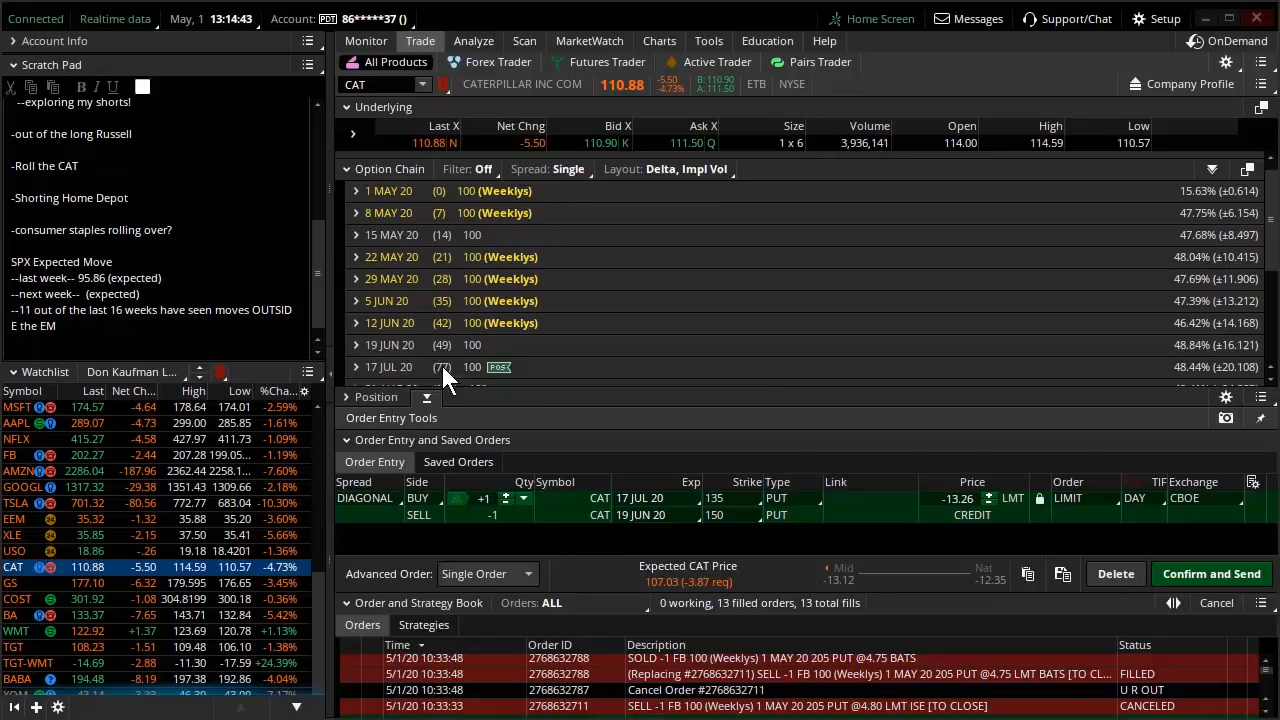 Connected Realtime data May, 1 13:14:43 Account: PDT 86*****37 () Home Screen Messages Support/Chat Setup
Account Info
Monitor Trade Analyze Scan MarketWatch Charts Tools Education Help OnDemand
Scratch Pad
All Products Forex Trader Futures Trader Active Trader Pairs Trader
B I U
CAT CATERPILLAR INC COM 110.88 -5.50 -4.73% B: 110.90 A: 111.50 ETB NYSE Company Profile
--exploring my shorts!
-out of the long Russell
-Roll the CAT
-Shorting Home Depot
-consumer staples rolling over?
SPX Expected Move
--last week-- 95.86 (expected)
--next week-- (expected)
--11 out of the last 16 weeks have seen moves OUTSID
E the EM
Underlying
Last X Net Chng Bid X Ask X Size Volume Open High Low
110.88 N -5.50 110.90 K 111.50 Q 1 x 6 3,936,141 114.00 114.59 110.57
Option Chain Filter: Off Spread: Single Layout: Delta, Impl Vol
1 MAY 20 (0) 100 (Weeklys) 15.63% (±0.614)
8 MAY 20 (7) 100 (Weeklys) 47.75% (±6.154)
15 MAY 20 (14) 100 47.68% (±8.497)
22 MAY 20 (21) 100 (Weeklys) 48.04% (±10.415)
29 MAY 20 (28) 100 (Weeklys) 47.69% (±11.906)
5 JUN 20 (35) 100 (Weeklys) 47.39% (±13.212)
12 JUN 20 (42) 100 (Weeklys) 46.42% (±14.168)
19 JUN 20 (49) 100 48.84% (±16.121)
17 JUL 20 (77) 100 POS 48.44% (±20.108)
Watchlist Don Kaufman L...
Symbol Last Net Ch... High Low %Cha...
MSFT 174.57 -4.64 178.64 174.01 -2.59%
AAPL 289.07 -4.73 299.00 285.85 -1.61%
NFLX 415.27 -4.58 427.97 411.73 -1.09%
FB 202.27 -2.44 207.28 199.05... -1.19%
AMZN 2286.04 -187.96 2362.44 2258.1... -7.60%
GOOGL 1317.32 -29.38 1351.43 1309.66 -2.18%
TSLA 701.32 -80.56 772.77 683.04 -10.30%
EEM 35.32 -1.32 35.88 35.20 -3.60%
XLE 35.85 -2.15 37.50 35.41 -5.66%
USO 18.86 -.26 19.18 18.4201 -1.36%
CAT 110.88 -5.50 114.59 110.57 -4.73%
GS 177.10 -6.32 179.595 176.65 -3.45%
COST 301.92 -1.08 304.8199 300.18 -0.36%
BA 133.37 -7.65 143.71 132.84 -5.42%
WMT 122.92 +1.37 123.69 120.78 +1.13%
TGT 108.23 -1.51 109.48 106.10 -1.38%
TGT-WMT -14.69 -2.88 -11.30 -17.59 +24.39%
BABA 194.48 -8.19 197.38 192.86 -4.04%
Position
Order Entry Tools
Order Entry and Saved Orders
Order Entry Saved Orders
Spread Side Qty Symbol Exp Strike Type Link Price Order TIF Exchange
DIAGONAL BUY +1 CAT 17 JUL 20 135 PUT -13.26 LMT LIMIT DAY CBOE
SELL -1 CAT 19 JUN 20 150 PUT CREDIT
Advanced Order: Single Order Expected CAT Price 107.03 (-3.87 req) Mid -13.12 Nat -12.35 Delete Confirm and Send
Order and Strategy Book Orders: ALL 0 working, 13 filled orders, 13 total fills Cancel
Orders Strategies
Time Order ID Description Status
5/1/20 10:33:48 2768632788 SOLD -1 FB 100 (Weeklys) 1 MAY 20 205 PUT @4.75 BATS
5/1/20 10:33:48 2768632788 (Replacing #2768632711) SELL -1 FB 100 (Weeklys) 1 MAY 20 205 PUT @4.75 LMT BATS [TO CL... FILLED
5/1/20 10:33:48 2768632787 Cancel Order #2768632711 U R OUT
5/1/20 10:33:33 2768632711 SELL -1 FB 100 (Weeklys) 1 MAY 20 205 PUT @4.80 LMT ISE [TO CLOSE] CANCELED